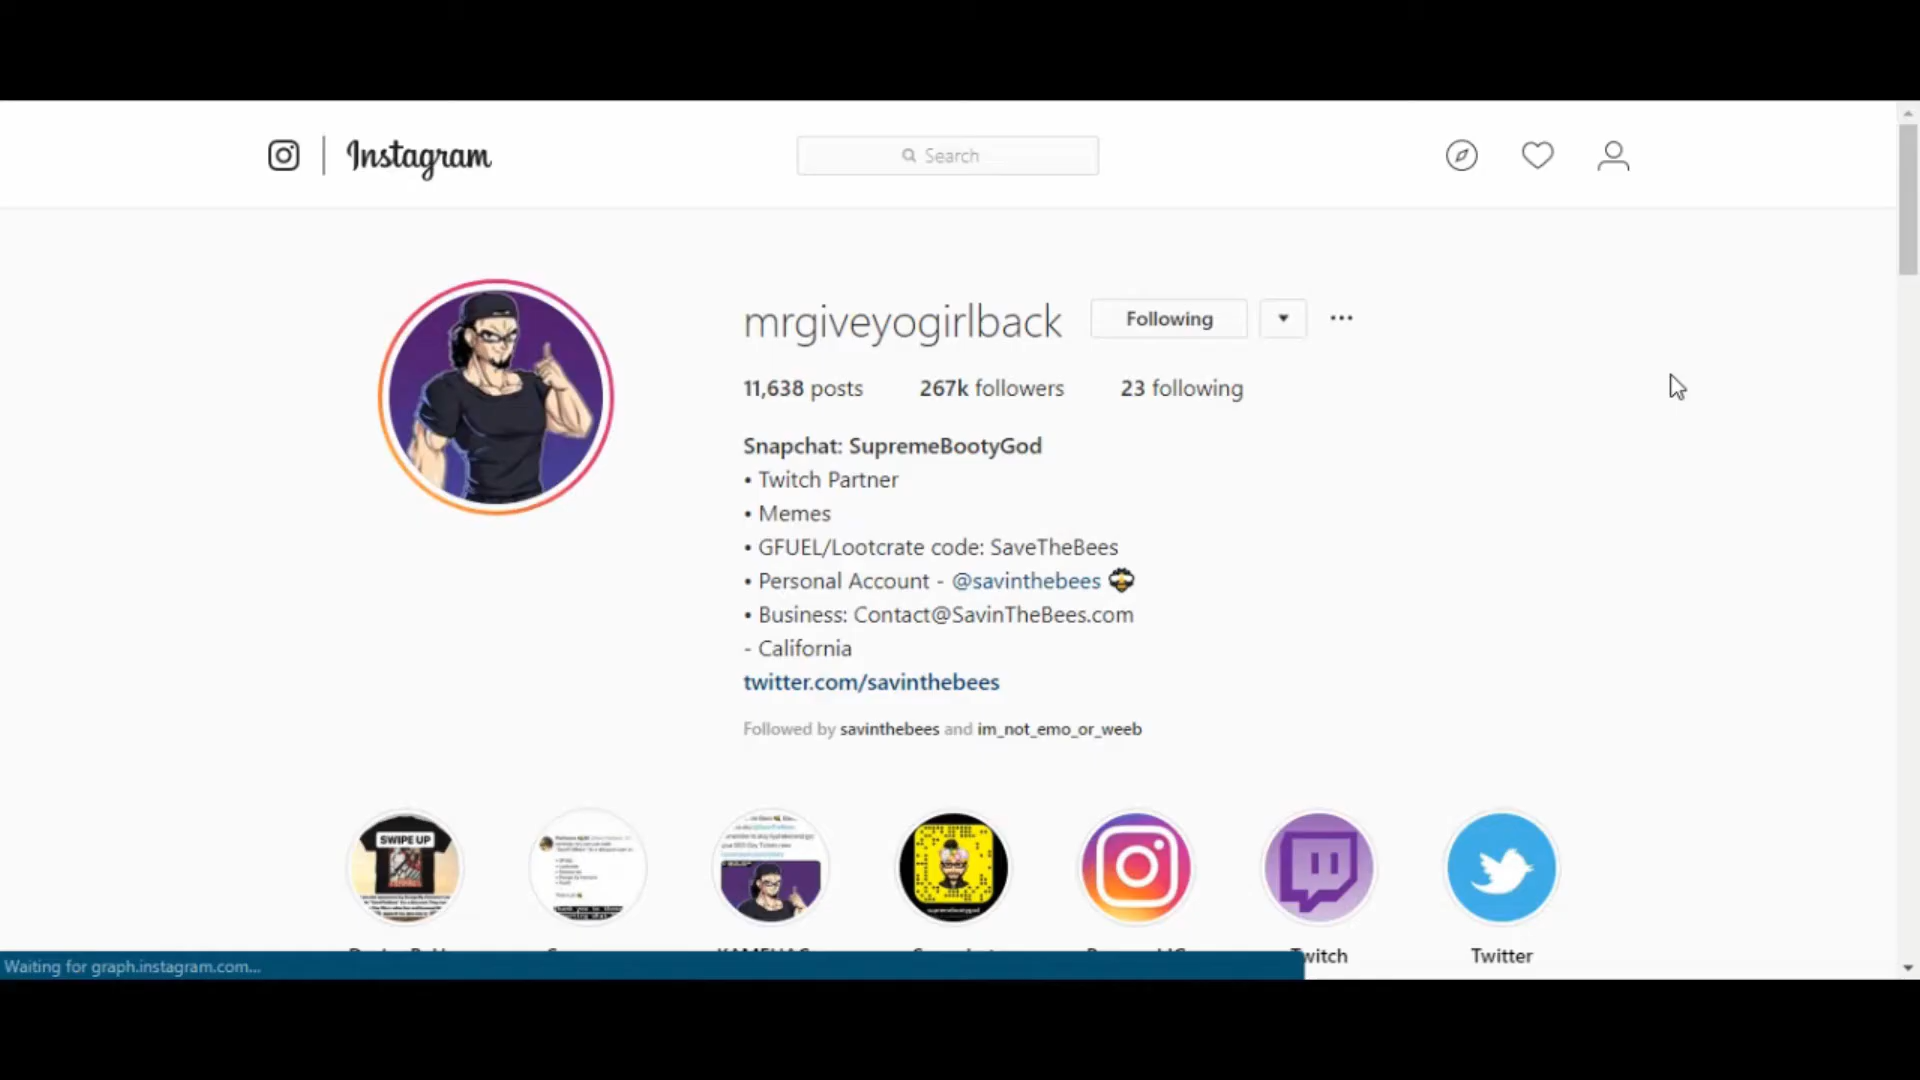 Instagram
Search
mrgiveyogirlback
Following
11,638 posts 267k followers 23 following
Snapchat: SupremeBootyGod
• Twitch Partner
• Memes
• GFUEL/Lootcrate code: SaveTheBees
• Personal Account - @savinthebees
• Business: Contact@SavinTheBees.com
- California
twitter.com/savinthebees
Followed by savinthebees and im_not_emo_or_weeb
SWIPE UP
supremebootygod
Twitter
Waiting for graph.instagram.com...